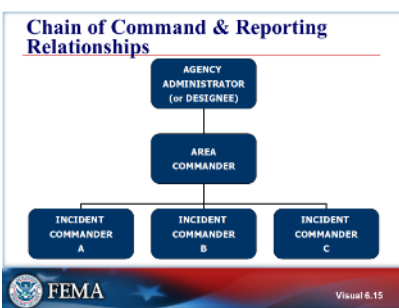 Chain of Command & Reporting
Relationships
AGENCY
ADMINISTRATOR
(or DESIGNEE)
AREA
COMMANDER
INCIDENT
COMMANDER
A
INCIDENT
COMMANDER
B
INCIDENT
COMMANDER
C
FEMA
Visual 6.15